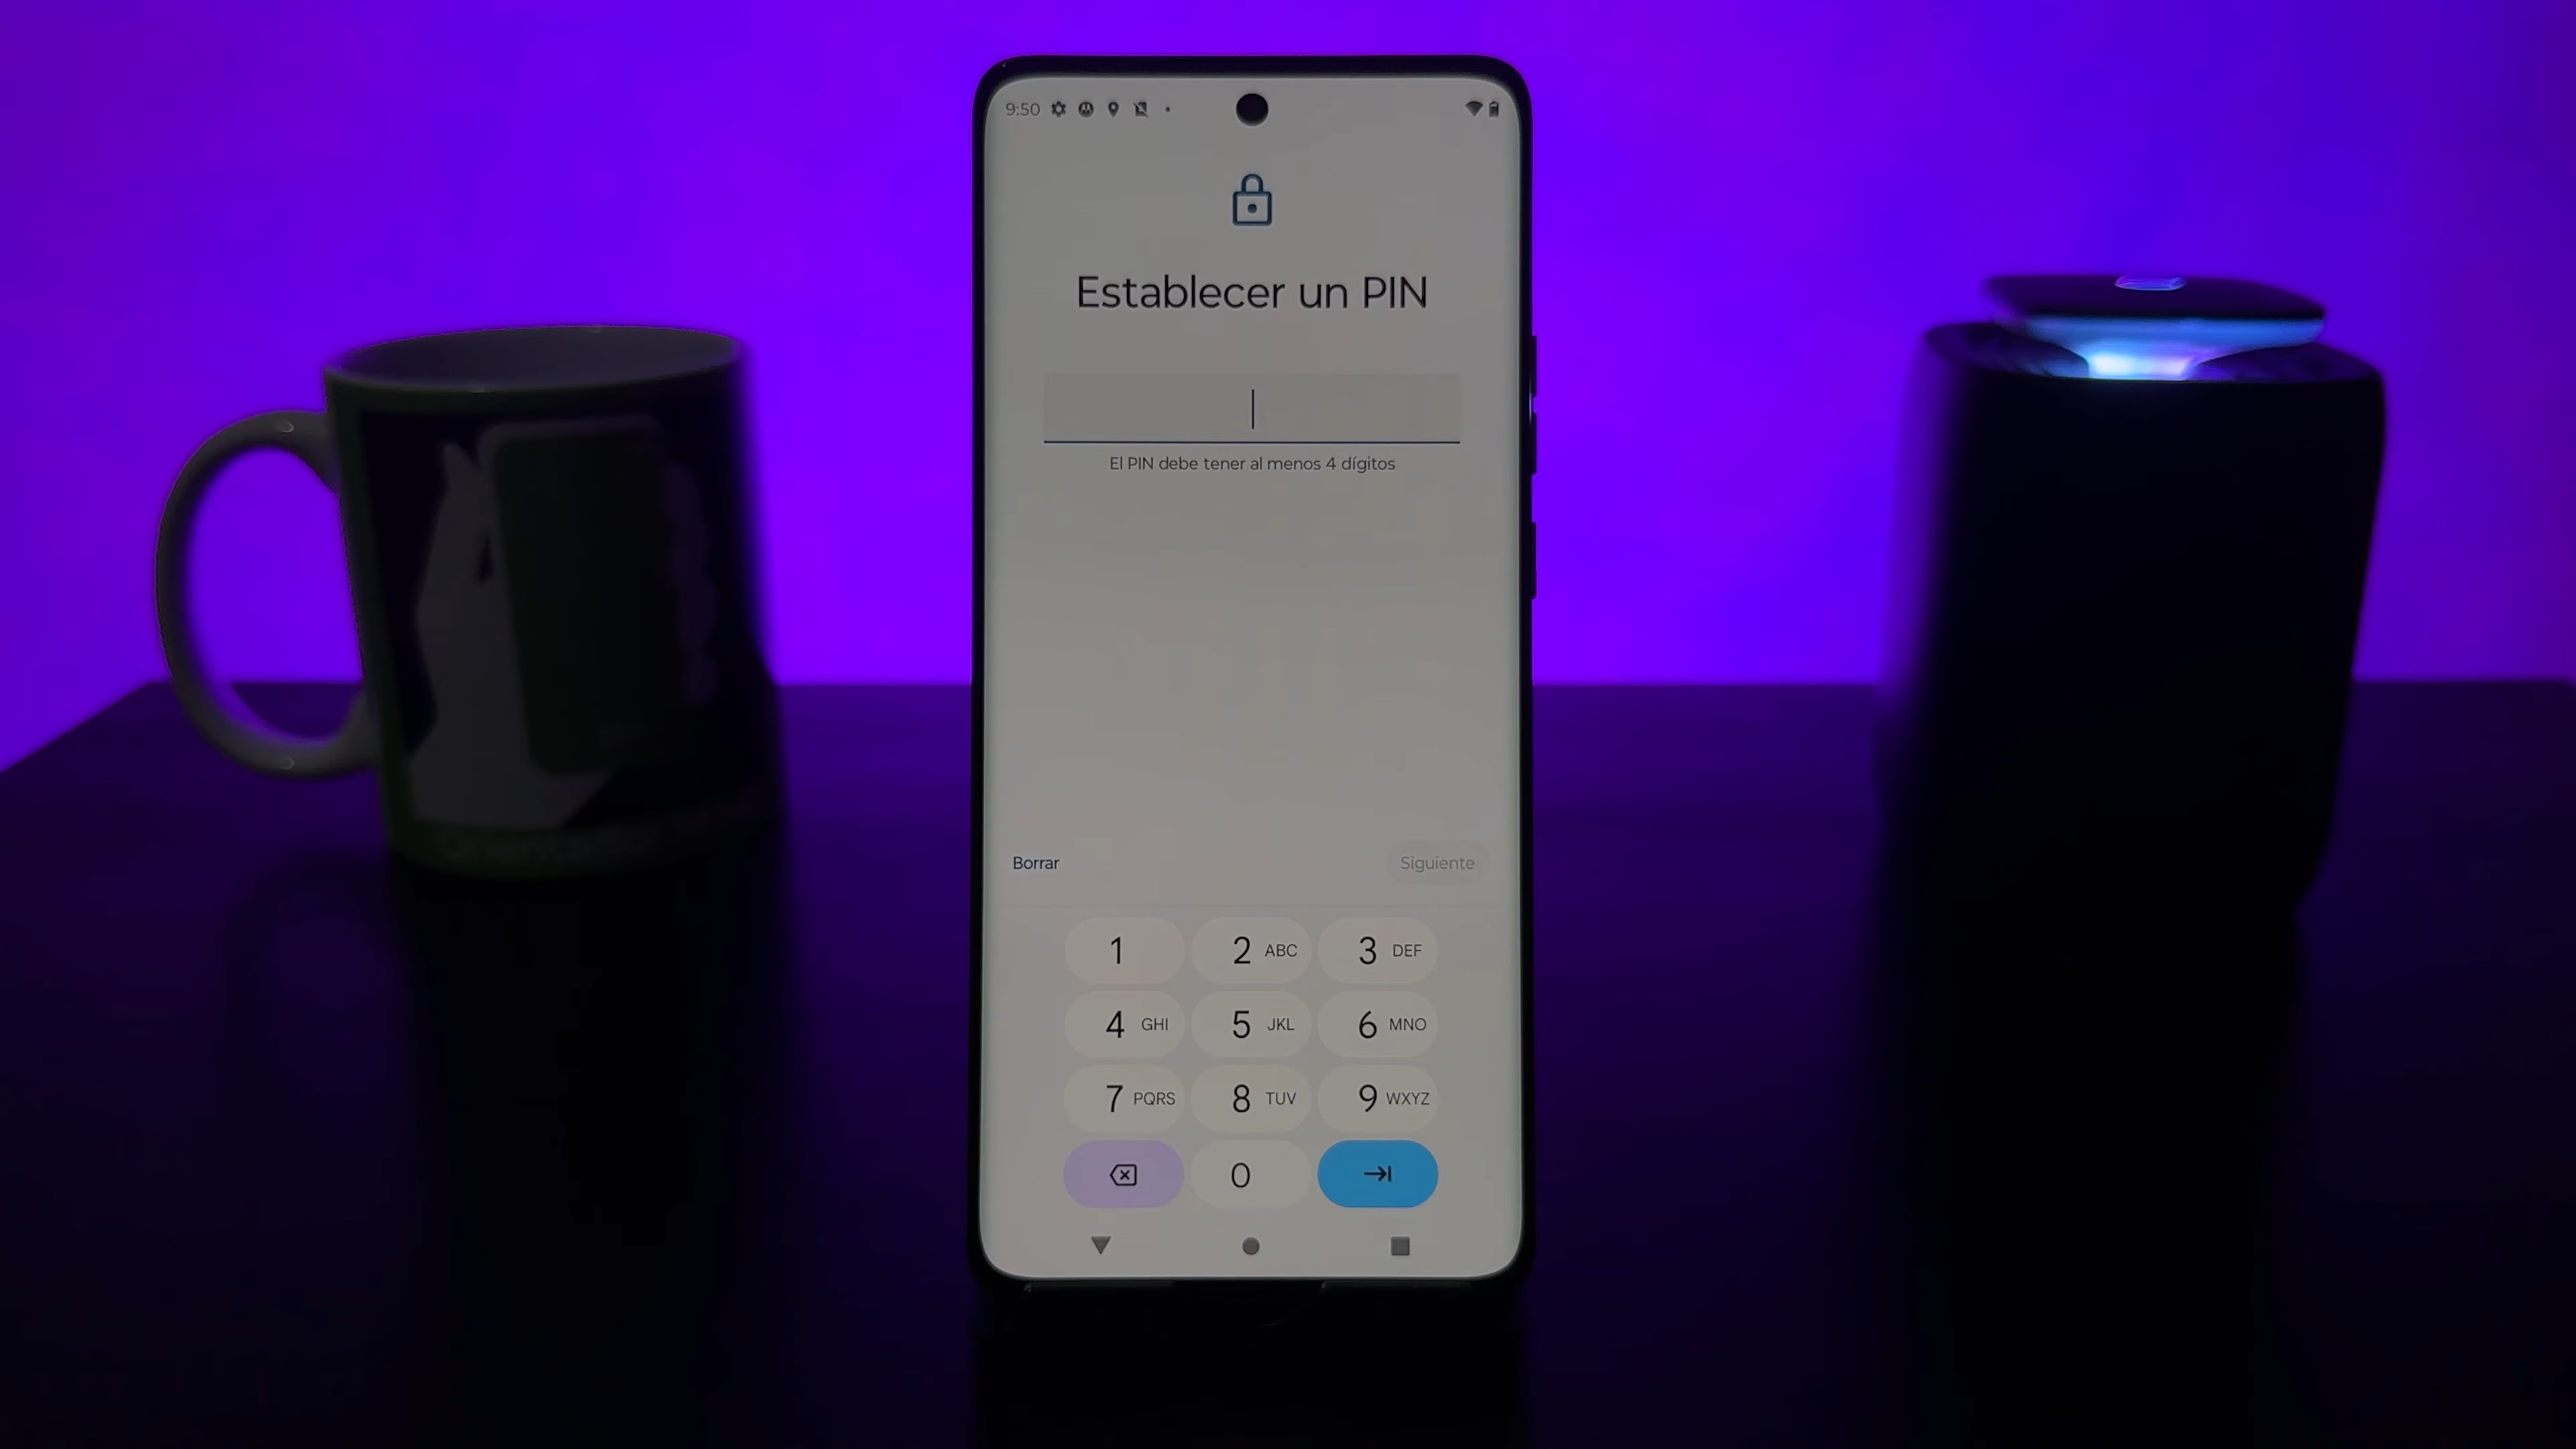 9:50
Establecer un PIN
El PIN debe tener al menos 4 dígitos
Borrar
Siguiente
1
2 ABC
3 DEF
4 GHI
5 JKL
6 MNO
7 PQRS
8 TUV
9 WXYZ
0